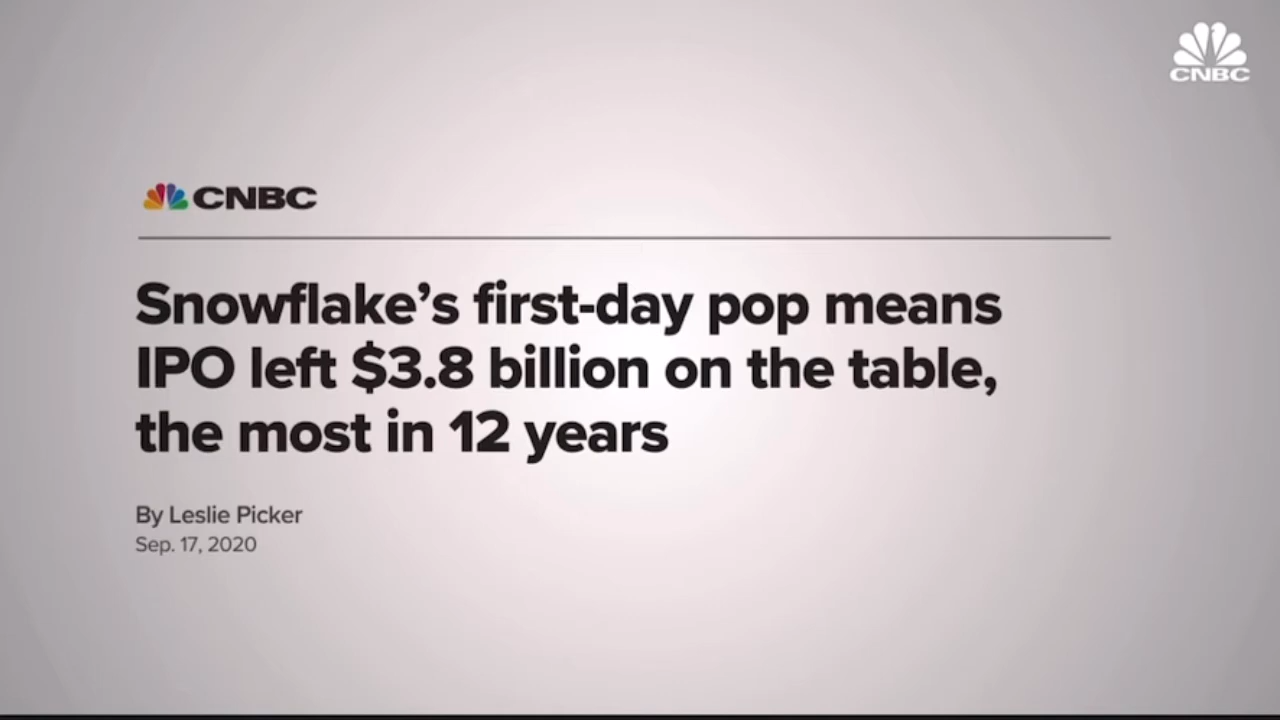 CNBC
CNBC
Snowflake’s first-day pop means
IPO left $3.8 billion on the table,
the most in 12 years
By Leslie Picker
Sep. 17, 2020